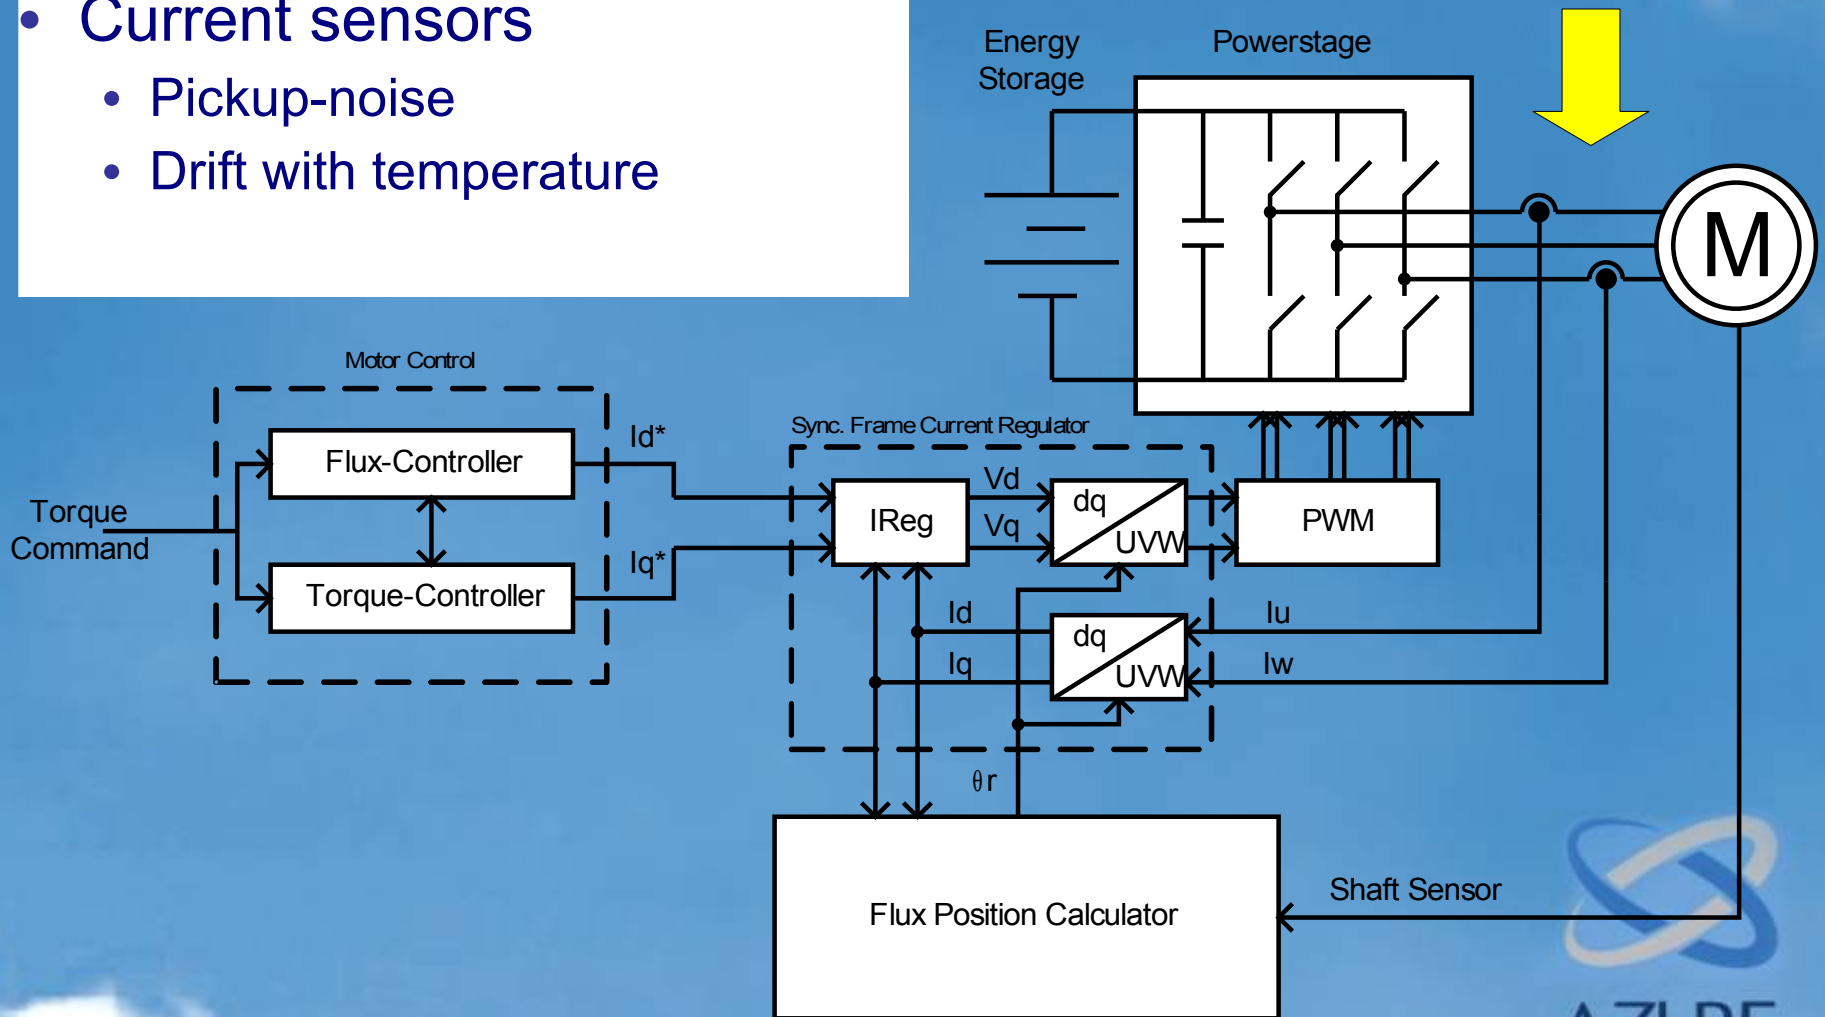 Current sensors
Pickup-noise
Drift with temperature
Energy
Storage
Powerstage
M
Motor Control
Flux-Controller
Torque-Controller
Torque
Command
Id*
Iq*
Sync. Frame Current Regulator
IReg
Vd
Vq
dq
UVW
PWM
Id
Iq
dq
UVW
Iu
Iw
θr
Flux Position Calculator
Shaft Sensor